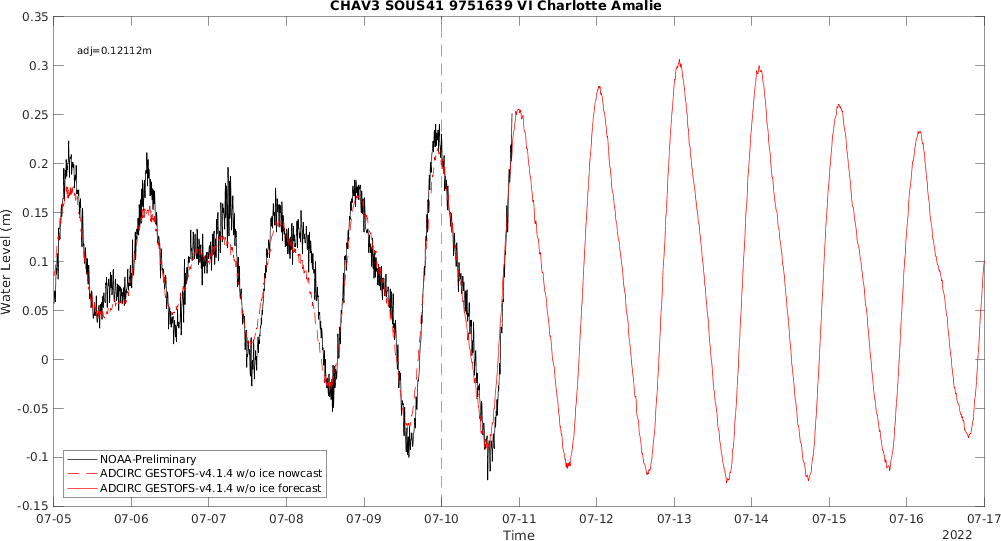 CHAV3 SOUS41 9751639 VI Charlotte Amalie
0.35
adj=0.12112m
0.3
0.25
0.2
0.15
0.1
0.05
0
-0.05
-0.1
-0.15
Water Level (m)
NOAA-Preliminary
ADCIRC GESTOFS-v4.1.4 w/o ice nowcast
ADCIRC GESTOFS-v4.1.4 w/o ice forecast
07-05 07-06 07-07 07-08 07-09 07-10 07-11 07-12 07-13 07-14 07-15 07-16 07-17
Time
2022